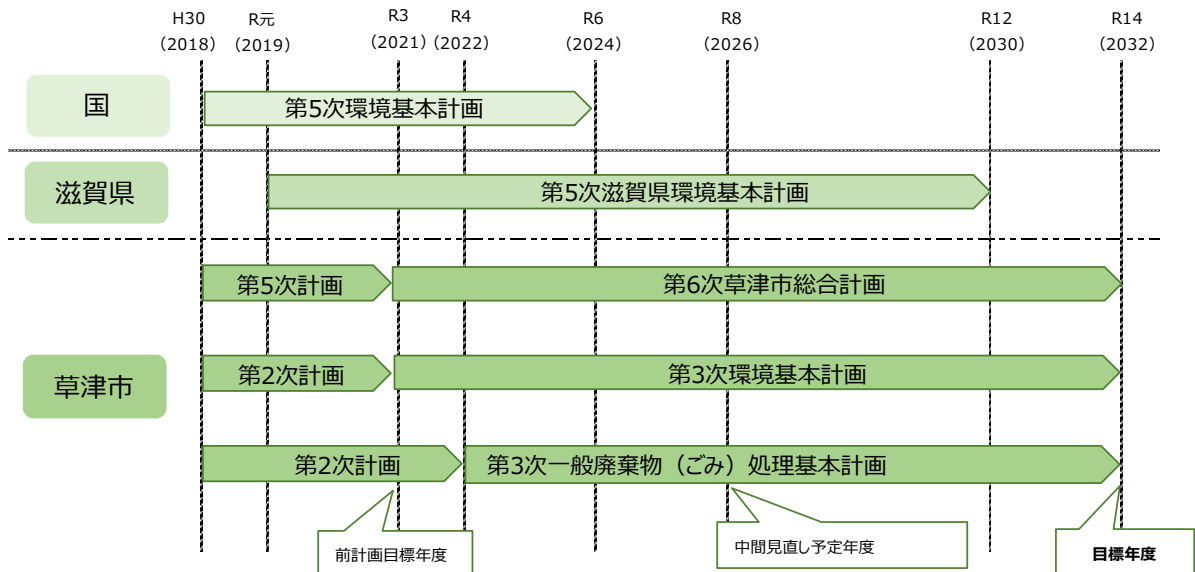 H30 R元 R3 R4 R6 R8 R12 R14
（2018） （2019） （2021） （2022） （2024） （2026） （2030） （2032）
国
第5次環境基本計画
滋賀県
第5次滋賀県環境基本計画
草津市
第5次計画 第6次草津市総合計画
第2次計画 第3次環境基本計画
第2次計画 第3次一般廃棄物（ごみ）処理基本計画
前計画目標年度 中間見直し予定年度 目標年度